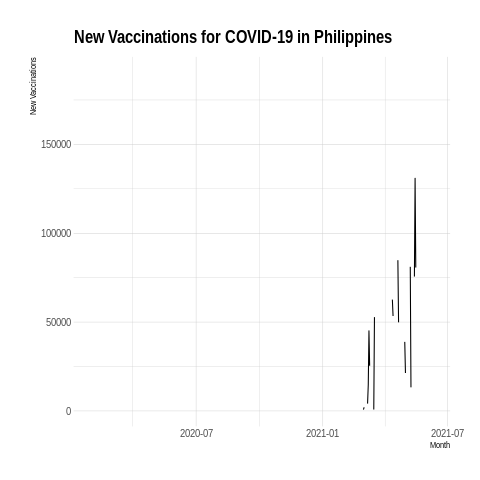 New Vaccinations for COVID-19 in Philippines
New Vaccinations
150000
100000
50000
0
2020-07 2021-01 2021-07
Month